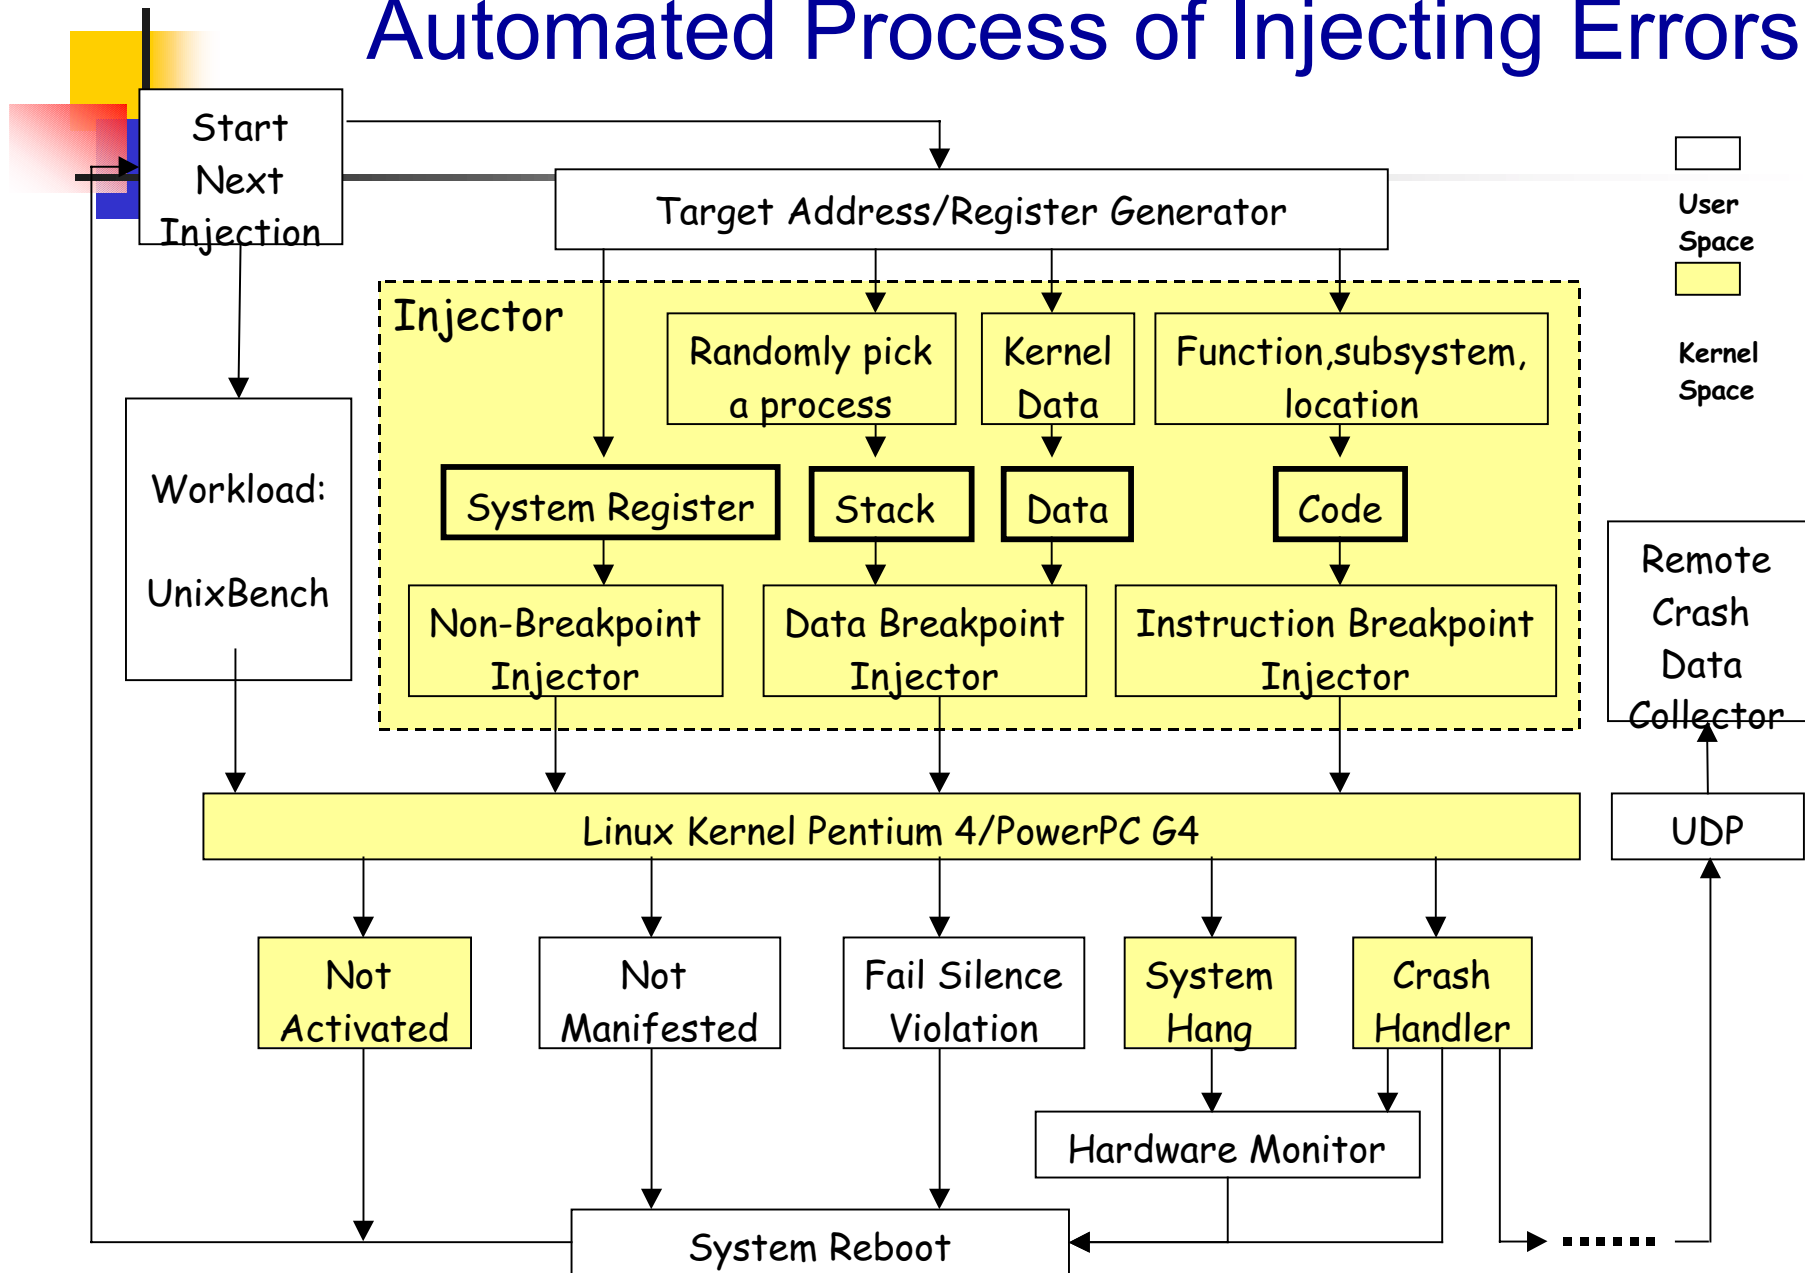 Automated Process of Injecting Errors
Start
Next
Injection
Target Address/Register Generator
User
Space
Kernel
Space
Injector
Randomly pick
a process
Kernel
Data
Function,subsystem,
location
Workload:
UnixBench
System Register
Stack
Data
Code
Non-Breakpoint
Injector
Data Breakpoint
Injector
Instruction Breakpoint
Injector
Remote
Crash
Data
Collector
Linux Kernel Pentium 4/PowerPC G4
UDP
Not
Activated
Not
Manifested
Fail Silence
Violation
System
Hang
Crash
Handler
Hardware Monitor
System Reboot